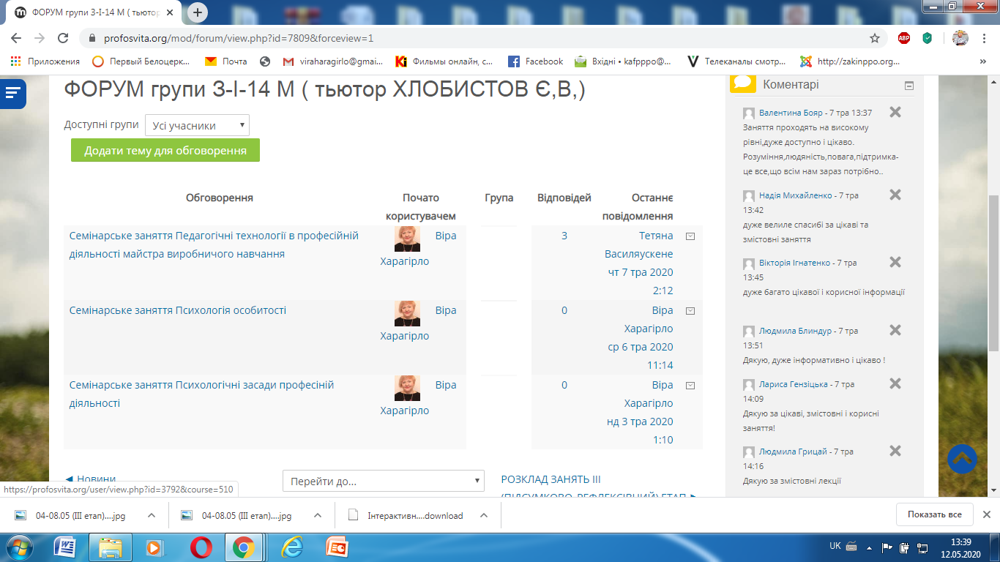 ФОРУМ групи З-І-14 М ( тьютор
profosvita.org/mod/forum/view.php?id=7809&forceview=1
ABP
Приложения
Первый Белоцерк...
Почта
viraharagirlo@gmai...
Фильмы онлайн, с...
Facebook
Вхідні • kafpppo@...
Телеканалы смотр...
http://zakinppo.org...
»
ФОРУМ групи З-І-14 М ( тьютор ХЛОБИСТОВ Є,В,)
Доступні групи
Усі учасники
Додати тему для обговорення
Обговорення
Почато
користувачем
Група
Відповідей
Останнє
повідомлення
Семінарське заняття Педагогічні технології в професійній
діяльності майстра виробничого навчання
Віра
Харагірло
3
Тетяна
Василяускене
чт 7 тра 2020
2:12
Семінарське заняття Психологія особитості
Віра
Харагірло
0
Віра
Харагірло
ср 6 тра 2020
11:14
Семінарське заняття Психологічні засади професіній
діяльності
Віра
Харагірло
0
Віра
Харагірло
нд 3 тра 2020
1:10
◄ Новини
Перейти до...
РОЗКЛАД ЗАНЯТЬ ІІІ
(ПІДСУМКОВО-РЕФЛЕКСІВНИЙ) ЕТАП ►
Коментарі
Валентина Бояр - 7 тра 13:37
Заняття проходять на високому
рівні,дуже доступно і цікаво.
Розуміння,людяність,повага,підтримка-
це все,що всім нам зараз потрібно..
Надія Михайленко - 7 тра
13:42
дуже велиле спасибі за цікаві та
змістовні заняття
Вікторія Ігнатенко - 7 тра
13:45
дуже багато цікавої і корисної інформації
Людмила Блиндур - 7 тра
13:51
Дякую, дуже інформативно і цікаво !
Лариса Гензіцька - 7 тра
14:09
Дякую за цікаві, змістовні і корисні
заняття!
Людмила Грицай - 7 тра
14:16
Дякую за змістовні лекції
https://profosvita.org/user/view.php?id=3792&course=510
04-08.05 (ІІІ етап)....jpg
04-08.05 (ІІІ етап)....jpg
Інтерактивн....download
Показать все
UK
13:39
12.05.2020